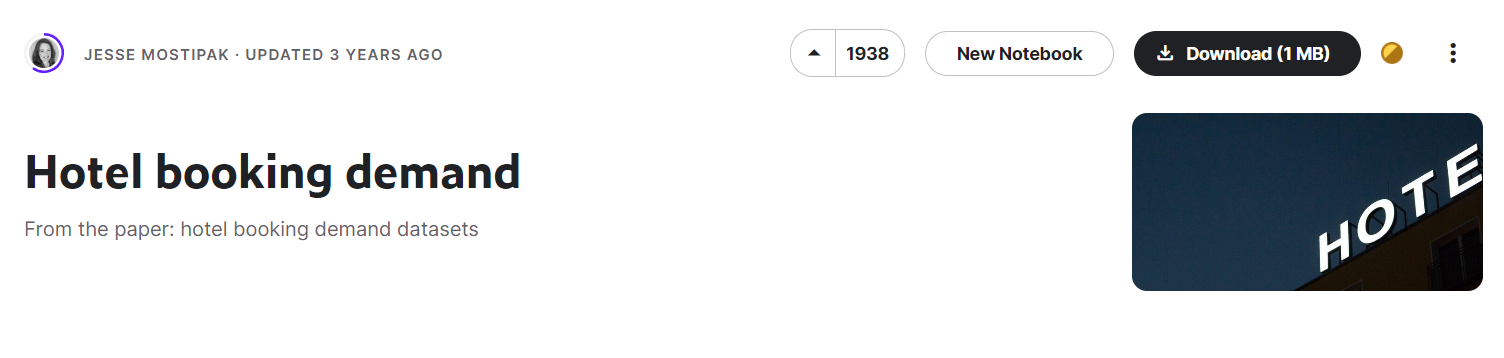 JESSE MOSTIPAK · UPDATED 3 YEARS AGO
1938
New Notebook
Download (1 MB)
Hotel booking demand
From the paper: hotel booking demand datasets
HOTE